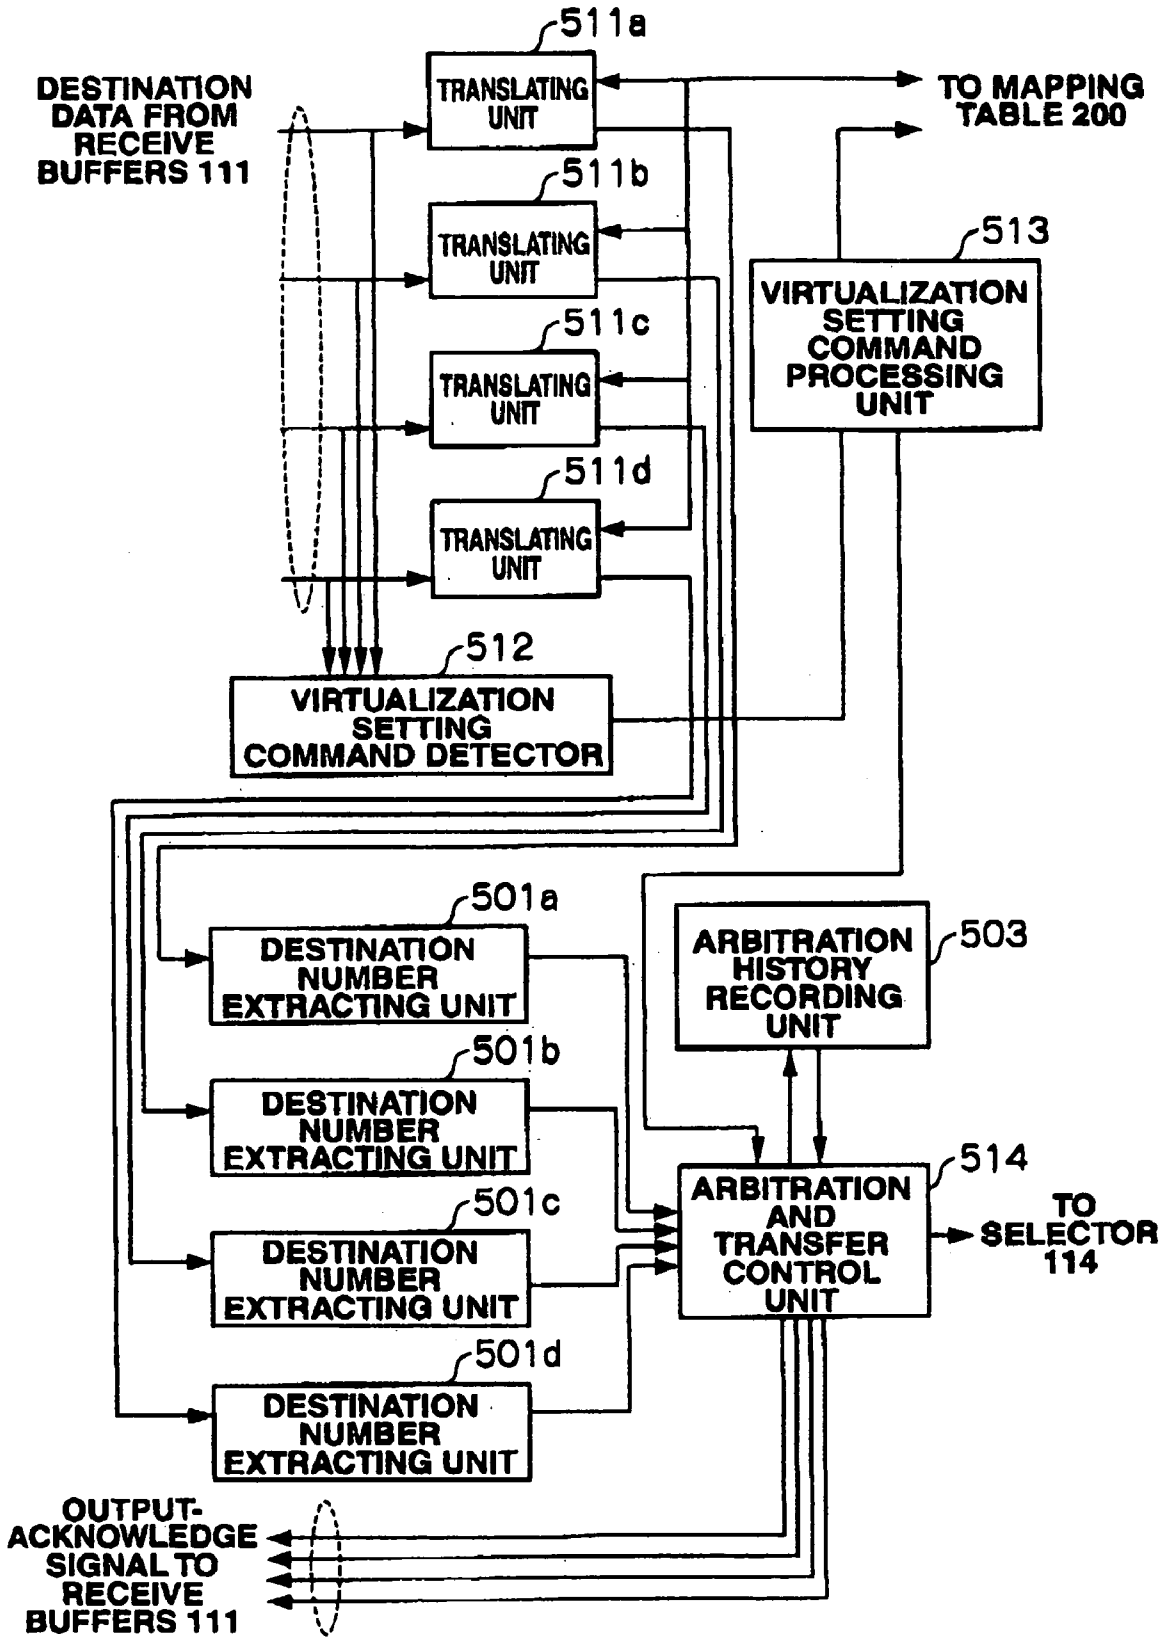 511a
DESTINATION
DATA FROM
RECEIVE
BUFFERS 111
TRANSLATING
UNIT
TO MAPPING
TABLE 200
511b
TRANSLATING
UNIT
513
VIRTUALIZATION
SETTING
COMMAND
PROCESSING
UNIT
511c
TRANSLATING
UNIT
511d
TRANSLATING
UNIT
512
VIRTUALIZATION
SETTING
COMMAND DETECTOR
501a
DESTINATION
NUMBER
EXTRACTING UNIT
503
ARBITRATION
HISTORY
RECORDING
UNIT
501b
DESTINATION
NUMBER
EXTRACTING UNIT
514
ARBITRATION
AND
TRANSFER
CONTROL
UNIT
TO
SELECTOR
114
501c
DESTINATION
NUMBER
EXTRACTING UNIT
501d
DESTINATION
NUMBER
EXTRACTING UNIT
OUTPUT-
ACKNOWLEDGE
SIGNAL TO
RECEIVE
BUFFERS 111